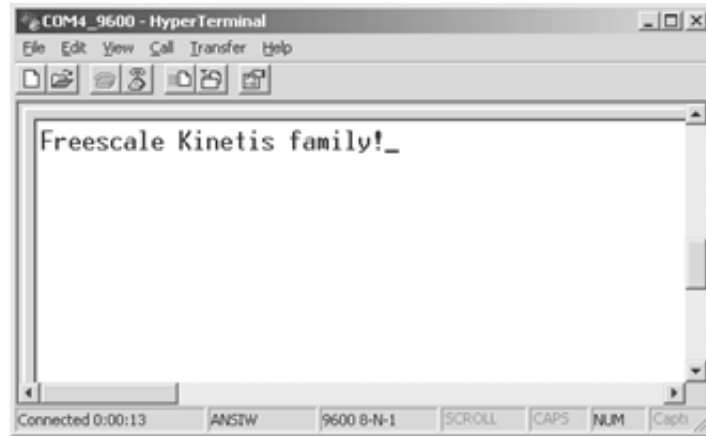 COM4_9600 - HyperTerminal
File Edit View Call Transfer Help
Freescale Kinetis family!_
Connected 0:00:13 ANSIW 9600 8-N-1 SCROLL CAPS NUM